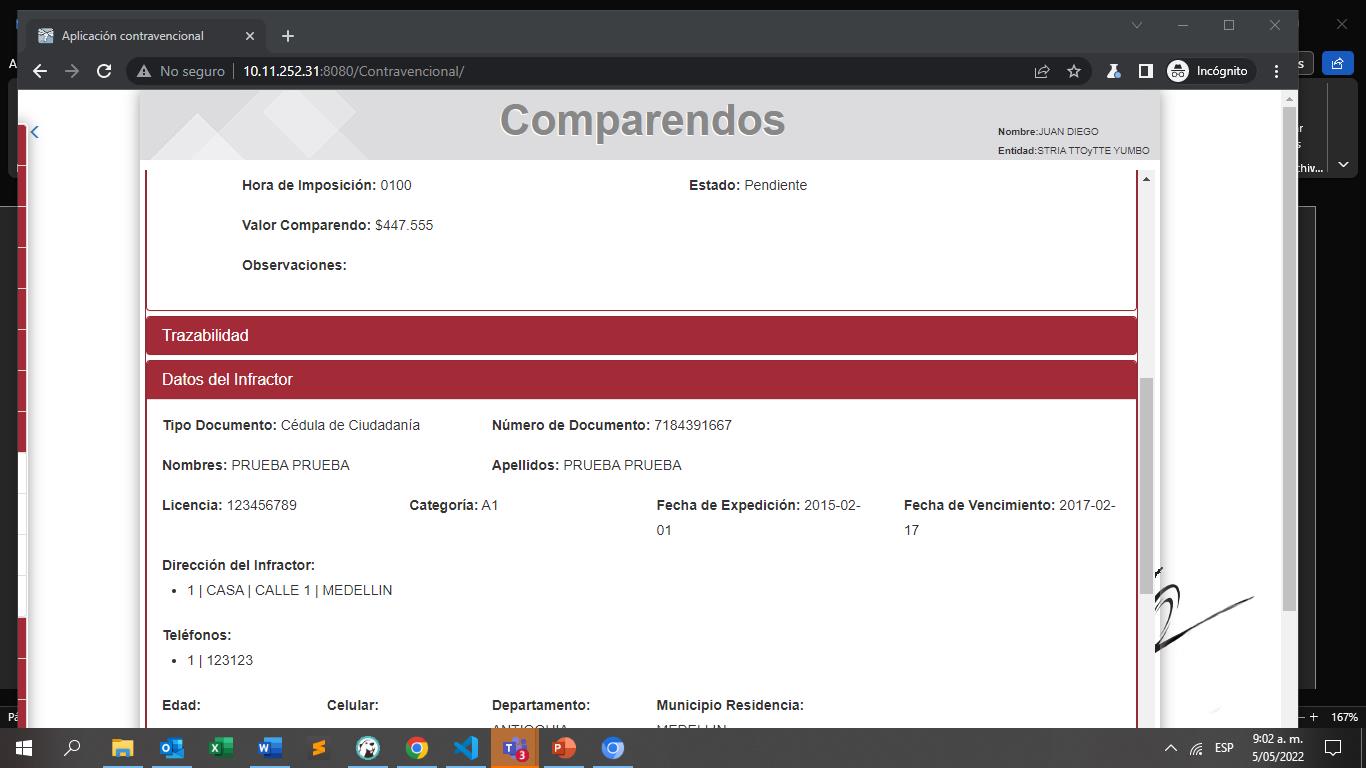 Aplicación contravencional
No seguro
10.11.252.31:8080/Contravencional/
Incógnito
Comparendos
Nombre:JUAN DIEGO
Entidad:STRIA TTOyTTE YUMBO
Hora de Imposición: 0100
Estado: Pendiente
Valor Comparendo: $447.555
Observaciones:
Trazabilidad
Datos del Infractor
Tipo Documento: Cédula de Ciudadanía
Número de Documento: 7184391667
Nombres: PRUEBA PRUEBA
Apellidos: PRUEBA PRUEBA
Licencia: 123456789
Categoría: A1
Fecha de Expedición: 2015-02-
01
Fecha de Vencimiento: 2017-02-
17
Dirección del Infractor:
• 1 | CASA | CALLE 1 | MEDELLIN
Teléfonos:
• 1 | 123123
Edad:
Celular:
Departamento:
ANTIOQUIA
Municipio Residencia:
MEDELLIN
167%
3
ESP
9:02 a. m.
5/05/2022